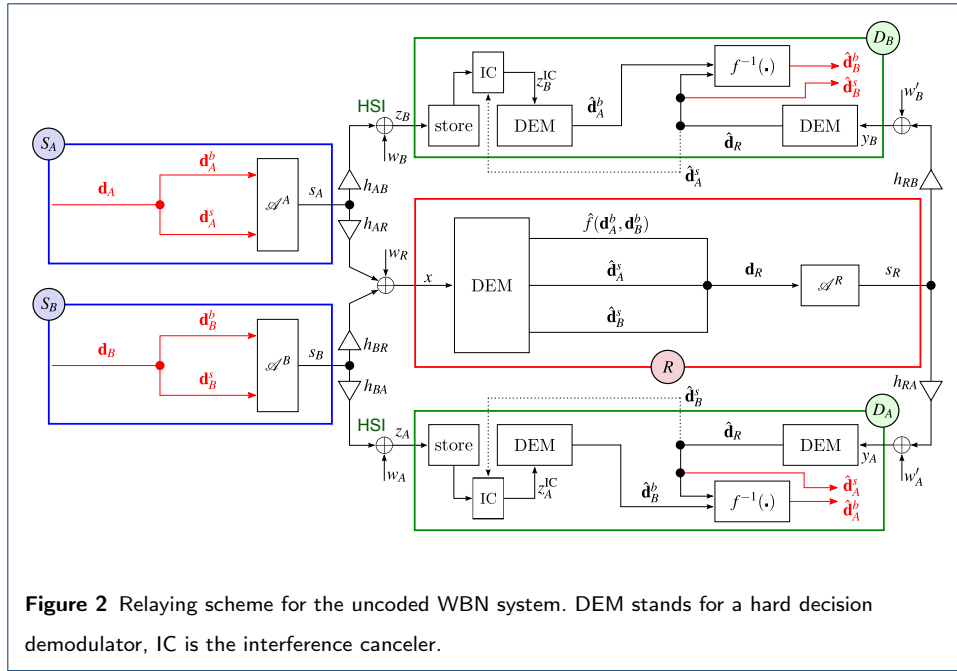 D_B
IC
z_B^IC
f^{-1}(.)
d̂_B^b
d̂_B^s
w'_B
HSI
z_B
store
DEM
d̂_A^b
DEM
y_B
d̂_R
w_B
d̂_A^s
S_A
d_A
d_A^b
d_A^s
𝒜^A
s_A
h_AB
h_AR
h_RB
w_R
x
DEM
f̂(d_A^b, d_B^b)
d̂_A^s
d̂_B^s
d_R
𝒜^R
s_R
R
S_B
d_B
d_B^b
d_B^s
𝒜^B
s_B
h_BR
h_BA
h_RA
d̂_B^s
D_A
HSI
z_A
store
DEM
d̂_R
DEM
y_A
w_A
w'_A
IC
z_A^IC
d̂_B^b
f^{-1}(.)
d̂_A^s
d̂_A^b
Figure 2 Relaying scheme for the uncoded WBN system. DEM stands for a hard decision
demodulator, IC is the interference canceler.